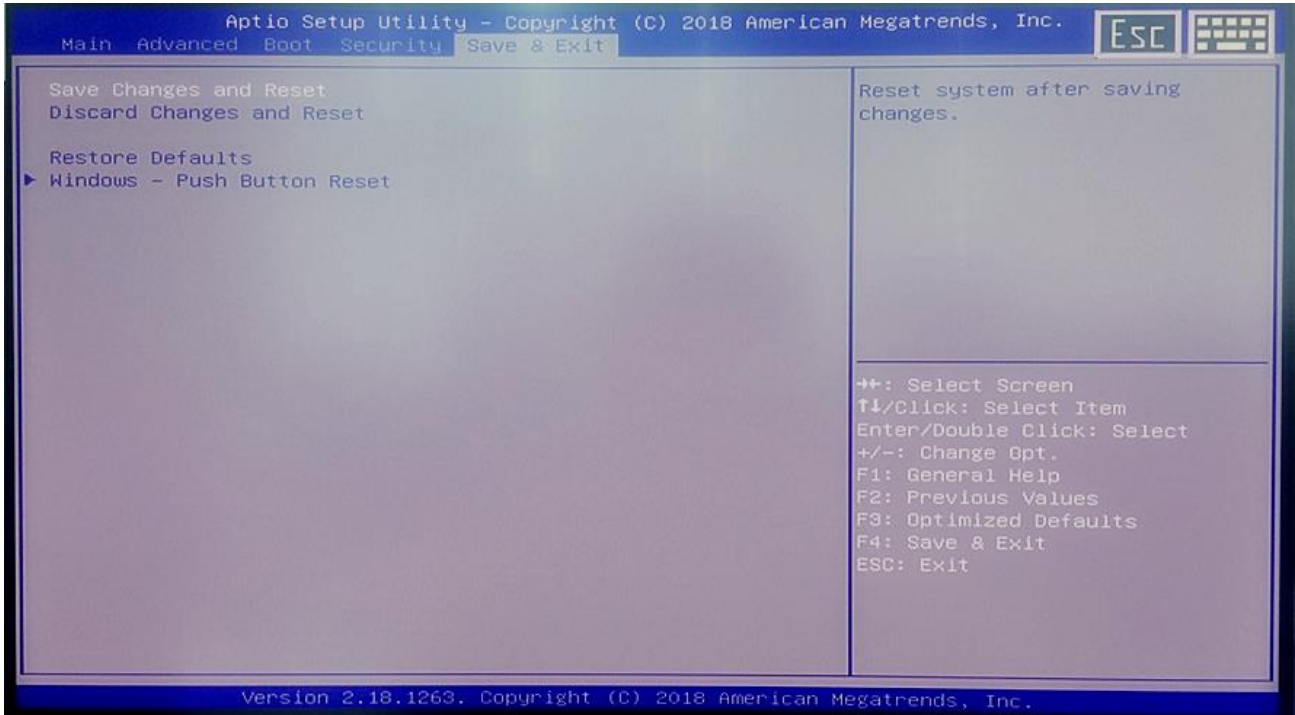 Aptio Setup Utility – Copyright (C) 2018 American Megatrends, Inc.
Esc
Main Advanced Boot Security Save & Exit
Save Changes and Reset
Discard Changes and Reset
Restore Defaults
▶ Windows – Push Button Reset
Reset system after saving
changes.
→←: Select Screen
↑↓/Click: Select Item
Enter/Double Click: Select
+/-: Change Opt.
F1: General Help
F2: Previous Values
F3: Optimized Defaults
F4: Save & Exit
ESC: Exit
Version 2.18.1263. Copyright (C) 2018 American Megatrends, Inc.